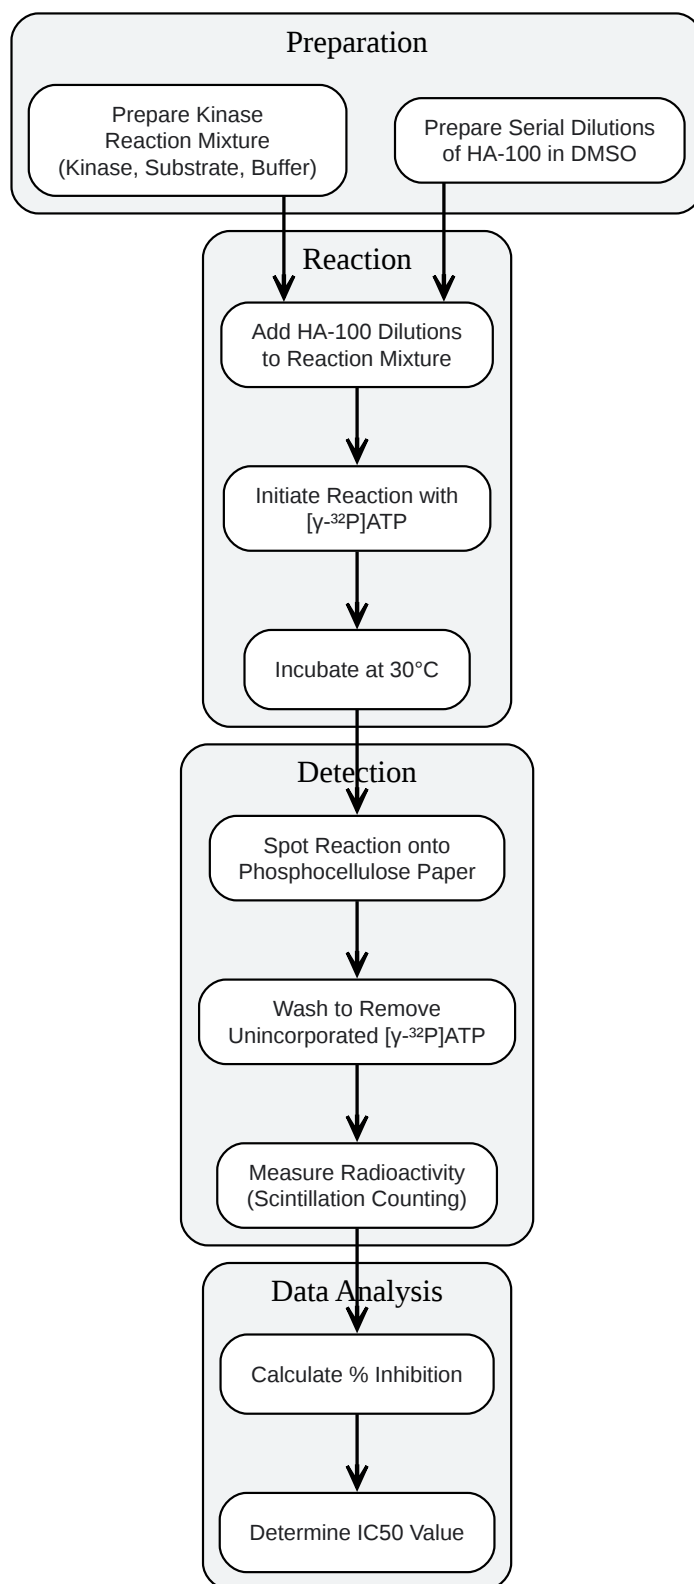 Preparation
Prepare Kinase
Reaction Mixture
(Kinase, Substrate, Buffer)
Prepare Serial Dilutions
of HA-100 in DMSO
Reaction
Add HA-100 Dilutions
to Reaction Mixture
Initiate Reaction with
[γ-³²P]ATP
Incubate at 30°C
Detection
Spot Reaction onto
Phosphocellulose Paper
Wash to Remove
Unincorporated [γ-³²P]ATP
Measure Radioactivity
(Scintillation Counting)
Data Analysis
Calculate % Inhibition
Determine IC50 Value